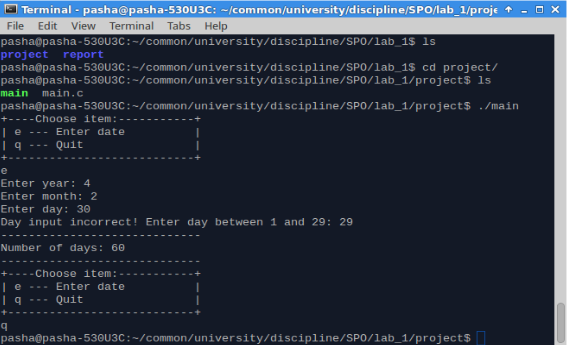 Terminal - pasha@pasha-530U3C: ~/common/university/discipline/SPO/lab_1/proje
File Edit View Terminal Tabs Help
pasha@pasha-530U3C:~/common/university/discipline/SPO/lab_1$ ls
project report
pasha@pasha-530U3C:~/common/university/discipline/SPO/lab_1$ cd project/
pasha@pasha-530U3C:~/common/university/discipline/SPO/lab_1/project$ ls
main main.c
pasha@pasha-530U3C:~/common/university/discipline/SPO/lab_1/project$ ./main
+----Choose item:-----------+
| e --- Enter date          |
| q --- Quit                |
+---------------------------+
e
Enter year: 4
Enter month: 2
Enter day: 30
Day input incorrect! Enter day between 1 and 29: 29
-----------------------------
Number of days: 60
-----------------------------
+----Choose item:-----------+
| e --- Enter date          |
| q --- Quit                |
+---------------------------+
q
pasha@pasha-530U3C:~/common/university/discipline/SPO/lab_1/project$